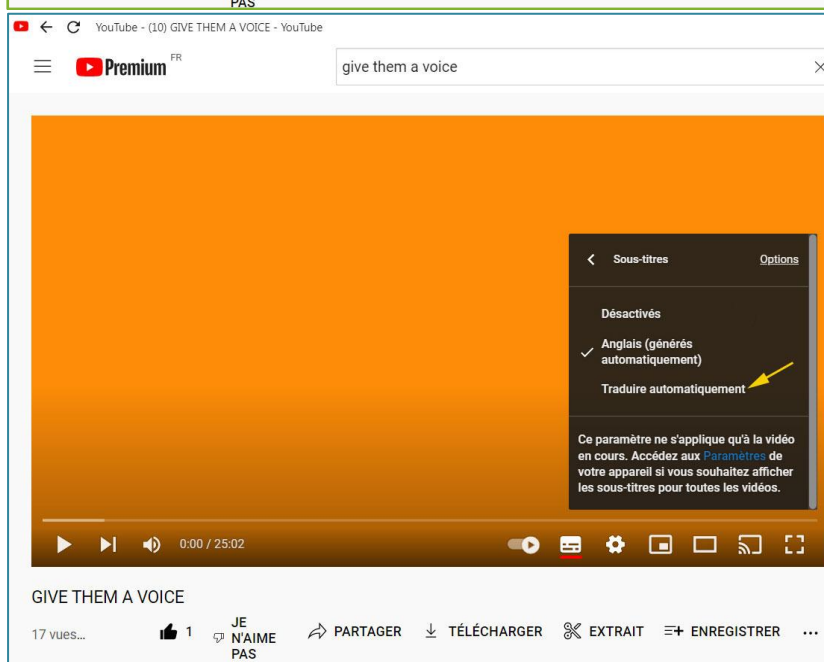 PAS
YouTube - (10) GIVE THEM A VOICE - YouTube
Premium FR
give them a voice
Sous-titres Options
Désactivés
Anglais (générés
automatiquement)
Traduire automatiquement
Ce paramètre ne s'applique qu'à la vidéo
en cours. Accédez aux Paramètres de
votre appareil si vous souhaitez afficher
les sous-titres pour toutes les vidéos.
0:00 / 25:02
GIVE THEM A VOICE
17 vues... 1 JE
N'AIME
PAS
PARTAGER TÉLÉCHARGER EXTRAIT ENREGISTRER ...